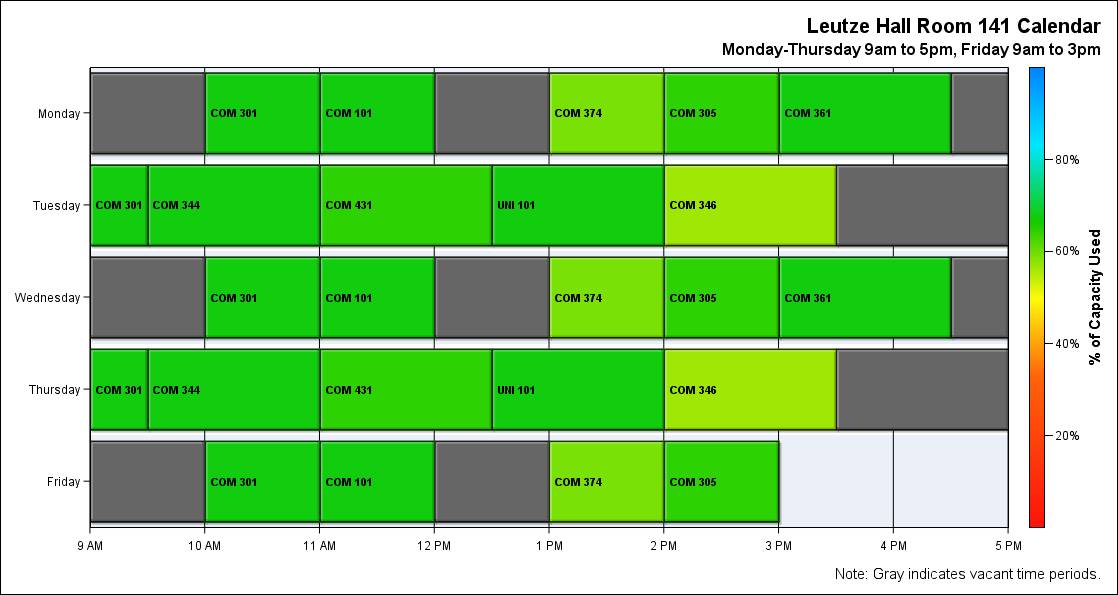 Leutze Hall Room 141 Calendar
Monday-Thursday 9am to 5pm, Friday 9am to 3pm
Monday
COM 301
COM 101
COM 374
COM 305
COM 361
Tuesday
COM 301
COM 344
COM 431
UNI 101
COM 346
Wednesday
COM 301
COM 101
COM 374
COM 305
COM 361
Thursday
COM 301
COM 344
COM 431
UNI 101
COM 346
Friday
COM 301
COM 101
COM 374
COM 305
9 AM
10 AM
11 AM
12 PM
1 PM
2 PM
3 PM
4 PM
5 PM
80%
60%
40%
20%
% of Capacity Used
Note: Gray indicates vacant time periods.